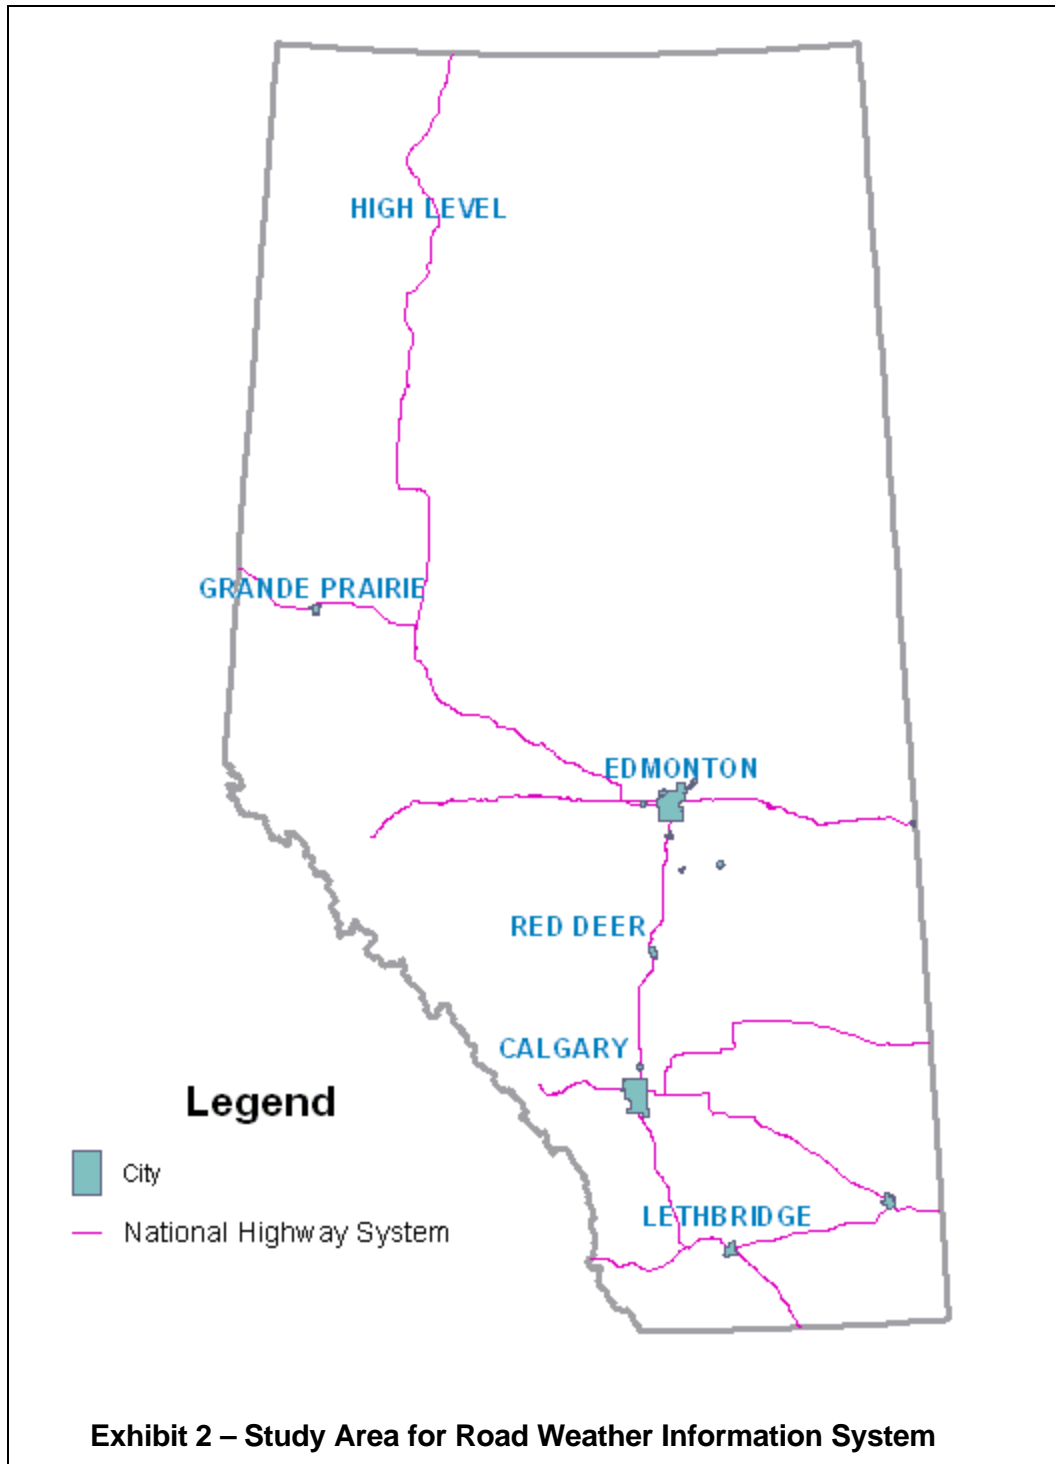 HIGH LEVEL
GRANDE PRAIRIE
EDMONTON
RED DEER
CALGARY
Legend
City
LETHBRIDGE
National Highway System
Exhibit 2 – Study Area for Road Weather Information System